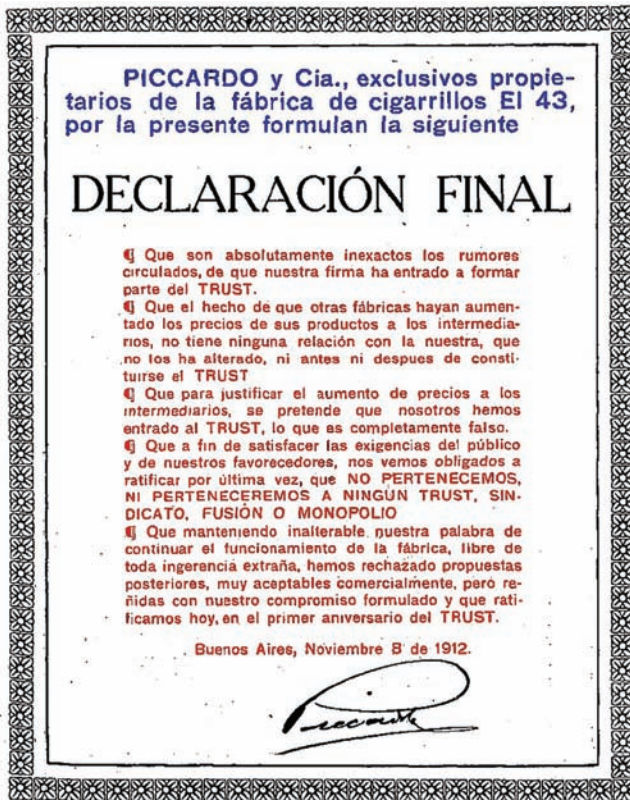 PICCARDO y Cia., exclusivos propie-
tarios de la fábrica de cigarrillos El 43,
por la presente formulan la siguiente
DECLARACIÓN FINAL
¶ Que son absolutamente inexactos los rumores
circulados, de que nuestra firma ha entrado a formar
parte del TRUST.
¶ Que el hecho de que otras fábricas hayan aumen-
tado los precios de sus productos a los intermedia-
rios, no tiene ninguna relación con la nuestra, que
no los ha alterado, ni antes ni despues de consti-
tuirse el TRUST
¶ Que para justificar el aumento de precios a los
intermediarios, se pretende que nosotros hemos
entrado al TRUST, lo que es completamente falso.
¶ Que a fin de satisfacer las exigencias del público
y de nuestros favorecedores, nos vemos obligados a
ratificar por última vez, que NO PERTENECEMOS,
NI PERTENECEREMOS A NINGÚN TRUST, SIN-
DICATO, FUSIÓN O MONOPOLIO
¶ Que manteniendo inalterable nuestra palabra de
continuar el funcionamiento de la fábrica, libre de
toda ingerencia extraña, hemos rechazado propuestas
posteriores, muy aceptables comercialmente, pero re-
ñidas con nuestro compromiso formulado y que rati-
ficamos hoy, en el primer aniversario del TRUST.
Buenos Aires, Noviembre 8 de 1912.
Piccardo